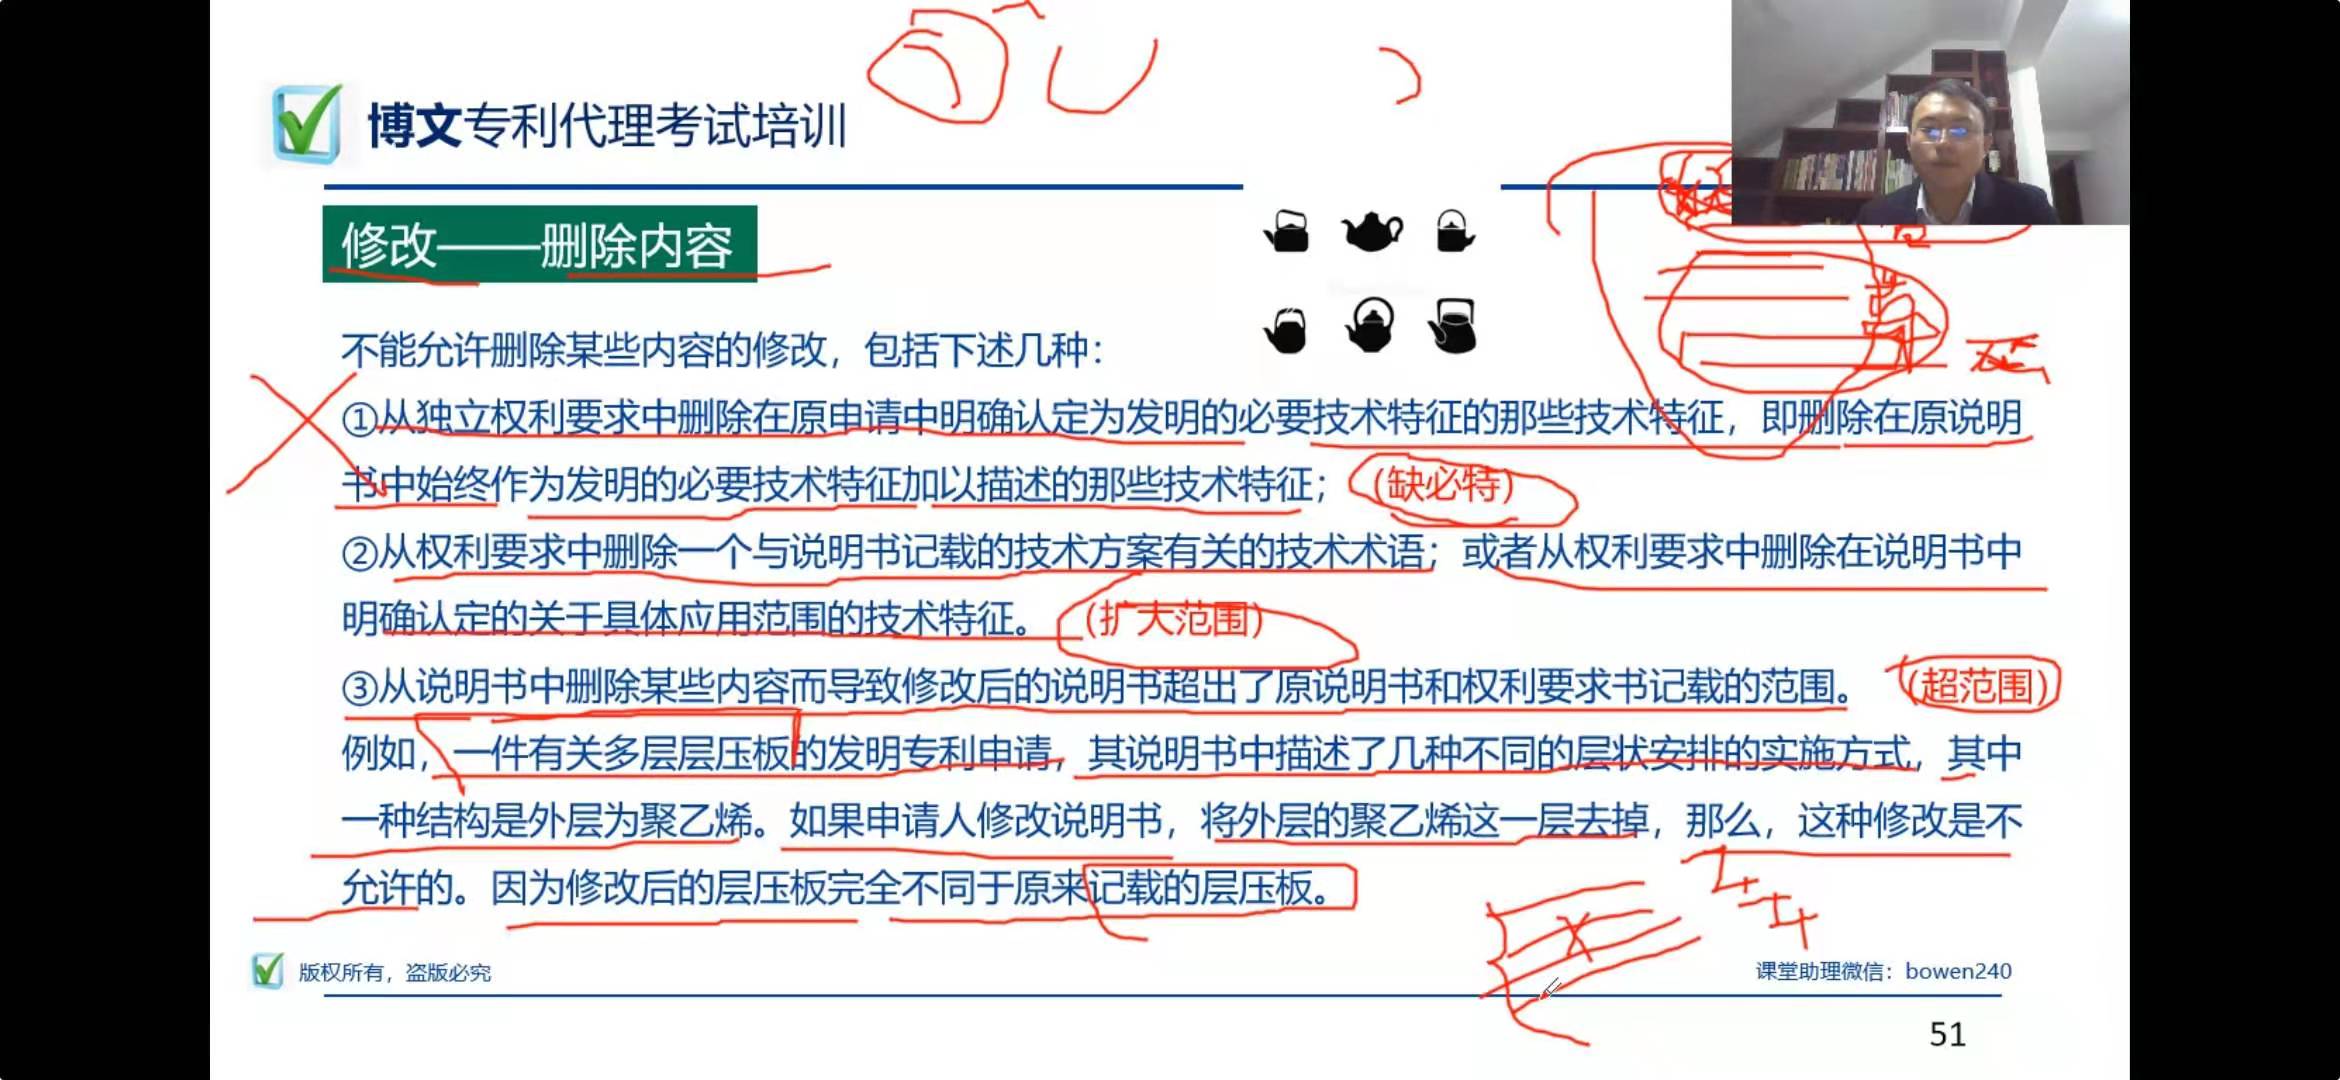 博文专利代理考试培训
修改——删除内容
不能允许删除某些内容的修改，包括下述几种：
①从独立权利要求中删除在原申请中明确认定为发明的必要技术特征的那些技术特征，即删除在原说明
书中始终作为发明的必要技术特征加以描述的那些技术特征；（缺必特）
②从权利要求中删除一个与说明书记载的技术方案有关的技术术语；或者从权利要求中删除在说明书中
明确认定的关于具体应用范围的技术特征。（扩大范围）
③从说明书中删除某些内容而导致修改后的说明书超出了原说明书和权利要求书记载的范围。（超范围）
例如，一件有关多层层压板的发明专利申请，其说明书中描述了几种不同的层状安排的实施方式，其中
一种结构是外层为聚乙烯。如果申请人修改说明书，将外层的聚乙烯这一层去掉，那么，这种修改是不
允许的。因为修改后的层压板完全不同于原来记载的层压板。
版权所有，盗版必究
课堂助理微信：bowen240
51